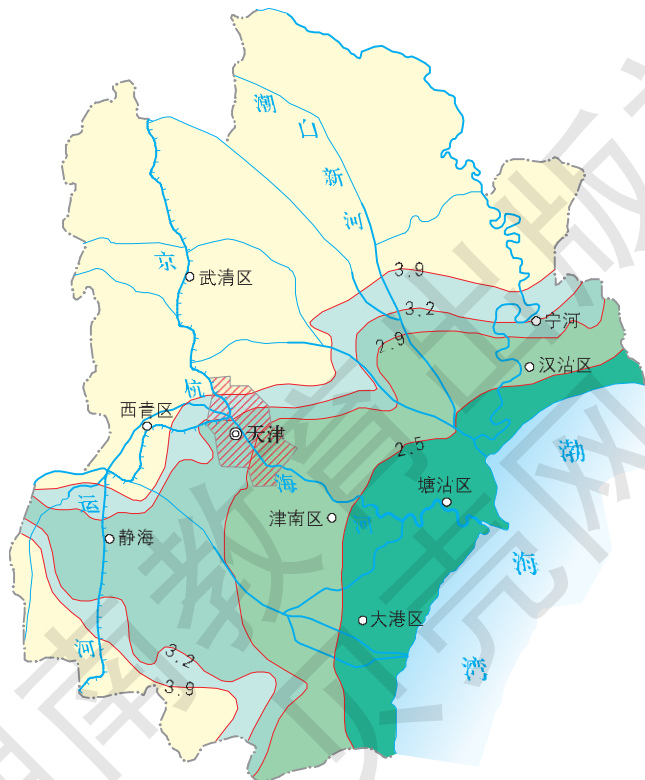 潮
白
新
河
京
武清区
3.9
3.2
宁河
2.9
汉沽区
杭
西青区
天津
2.5
渤
海
塘沽区
运
津南区
河
静海
海
大港区
河
3.2
湾
3.9